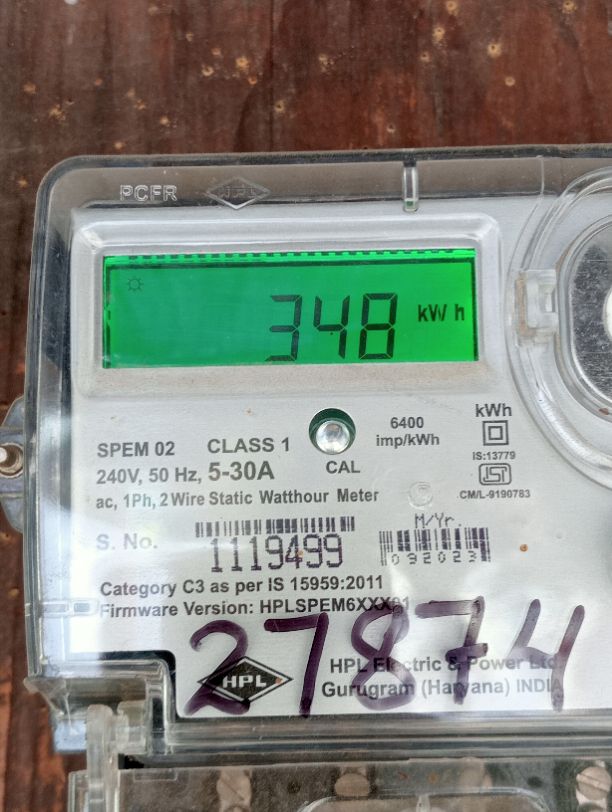 PCFR HPL
348 kWh
SPEM 02 CLASS 1
6400
imp/kWh
kWh
240V, 50 Hz, 5-30A
CAL
IS:13779
CM/L-9190783
ac, 1Ph, 2 Wire Static Watthour Meter
M/Yr.
S. No. 1119499
092023
Category C3 as per IS 15959:2011
Firmware Version: HPLSPEM6XXX01
27874
HPL
HPL Electric & Power Ltd
Gurugram (Haryana) INDIA